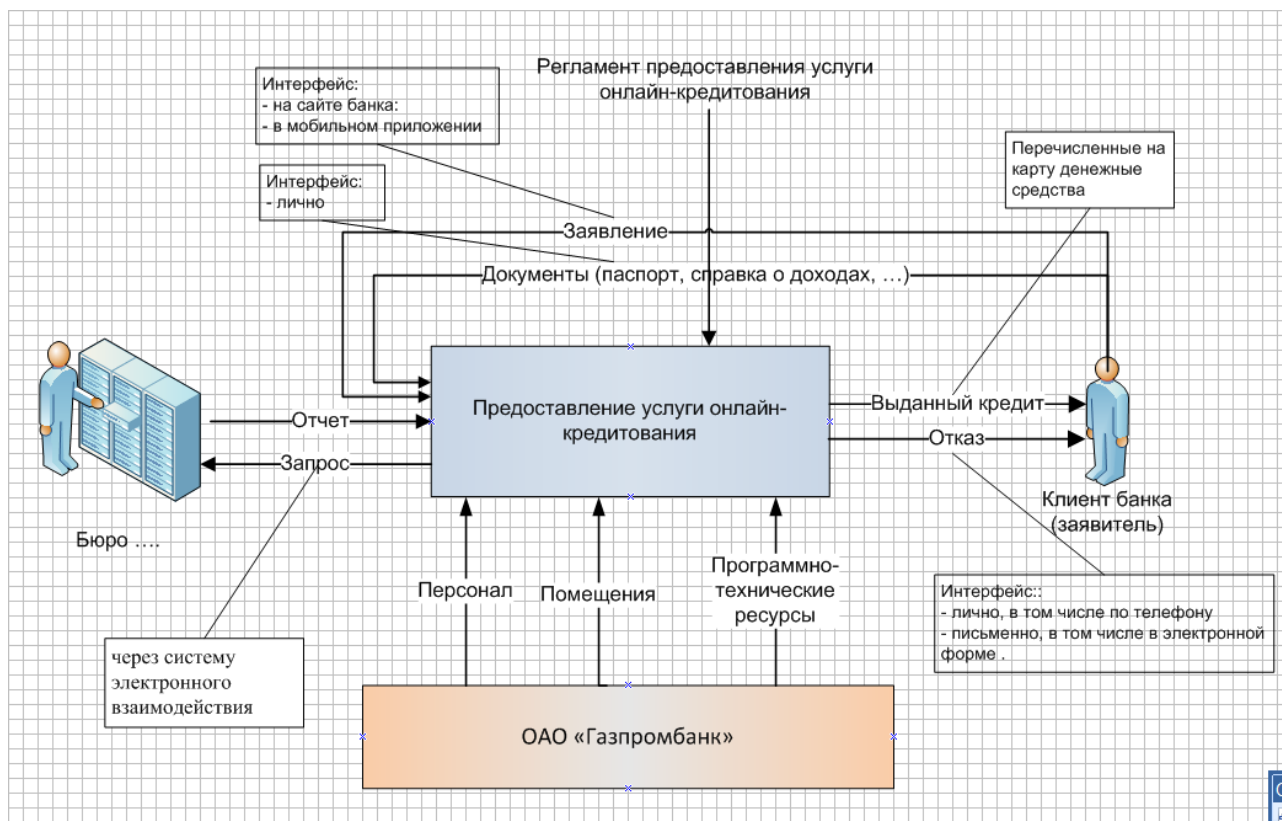 Регламент предоставления услуги
онлайн-кредитования
Интерфейс:
- на сайте банка:
- в мобильном приложении
Интерфейс:
- лично
Перечисленные на
карту денежные
средства
Заявление
Документы (паспорт, справка о доходах, …)
Предоставление услуги онлайн-
кредитования
Отчет
Запрос
Бюро ….
Выданный кредит
Отказ
Клиент банка
(заявитель)
Персонал
Помещения
Программно-
технические
ресурсы
Интерфейс::
- лично, в том числе по телефону
- письменно, в том числе в электронной
форме .
через систему
электронного
взаимодействия
ОАО «Газпромбанк»